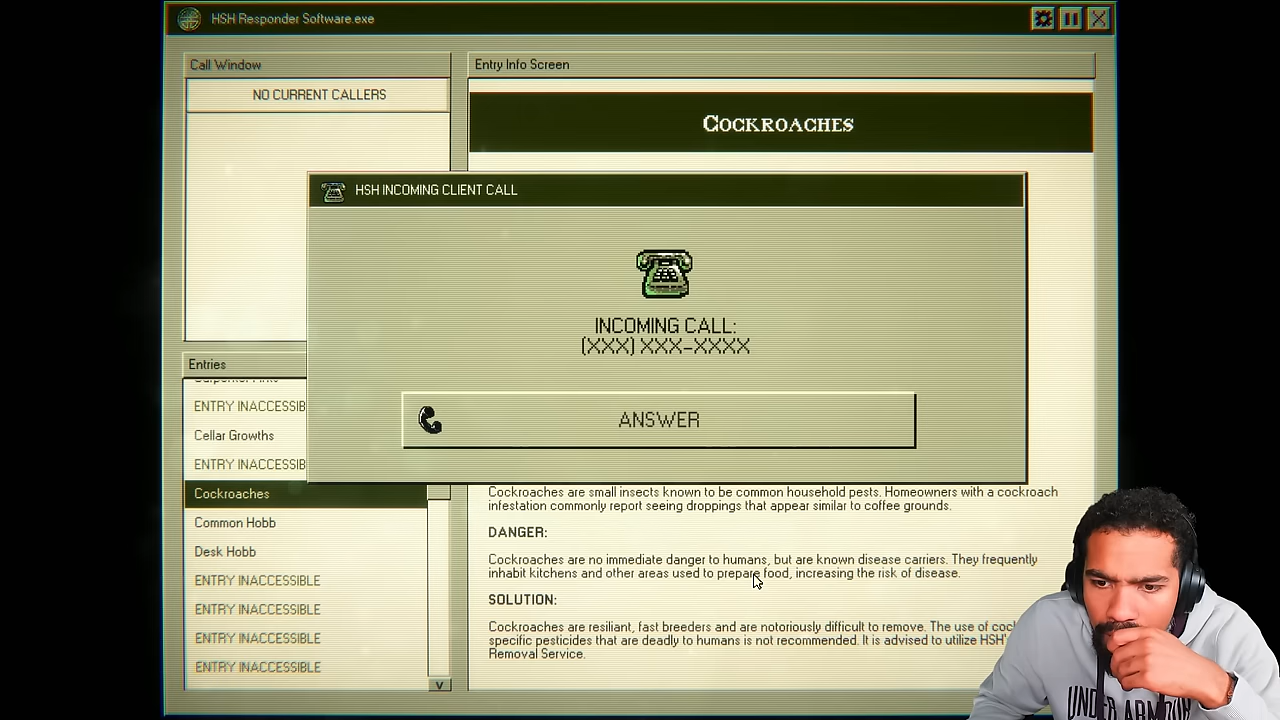 HSH Responder Software.exe
Call Window
NO CURRENT CALLERS
Entry Info Screen
COCKROACHES
HSH INCOMING CLIENT CALL
INCOMING CALL:
(XXX) XXX-XXXX
ANSWER
Entries
ENTRY INACCESSIB
Cellar Growths
ENTRY INACCESSIB
Cockroaches
Common Hobb
Desk Hobb
ENTRY INACCESSIBLE
ENTRY INACCESSIBLE
ENTRY INACCESSIBLE
ENTRY INACCESSIBLE
Cockroaches are small insects known to be common household pests. Homeowners with a cockroach
infestation commonly report seeing droppings that appear similar to coffee grounds.
DANGER:
Cockroaches are no immediate danger to humans, but are known disease carriers. They frequently
inhabit kitchens and other areas used to prepare food, increasing the risk of disease.
SOLUTION:
Cockroaches are resiliant, fast breeders and are notoriously difficult to remove. The use of coc
specific pesticides that are deadly to humans is not recommended. It is advised to utilize HSH'
Removal Service.
UNDER ARMOUR